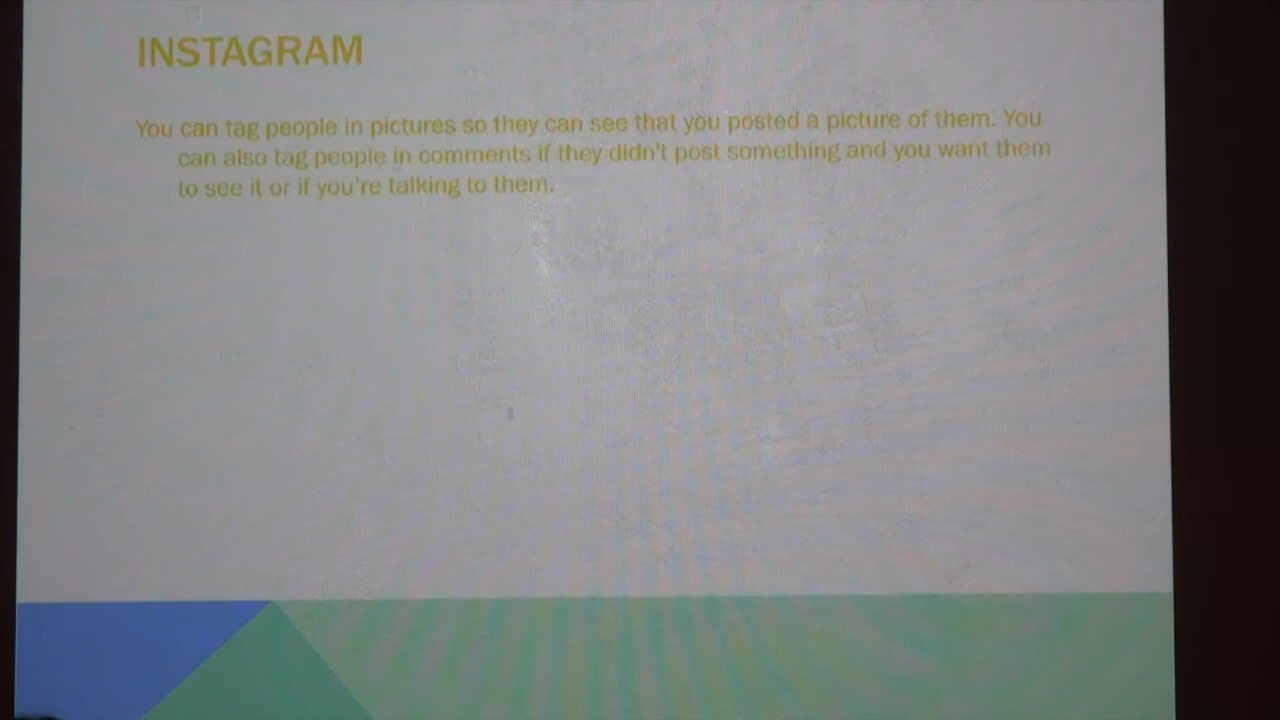 INSTAGRAM
You can tag people in pictures so they can see that you posted a picture of them. You
can also tag people in comments if they didn't post something and you want them
to see it or if you're talking to them.